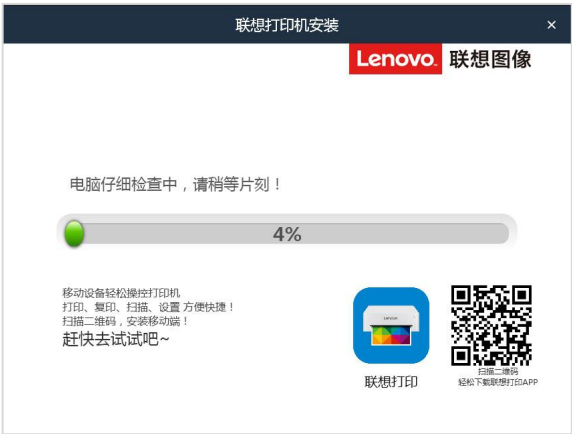 联想打印机安装
×
Lenovo. 联想图像
电脑仔细检查中，请稍等片刻！
4%
移动设备轻松操控打印机
打印、复印、扫描、设置 方便快捷！
扫描二维码，安装移动端！
赶快去试试吧~
Lenovo
联想打印
扫描二维码
轻松下载联想打印APP